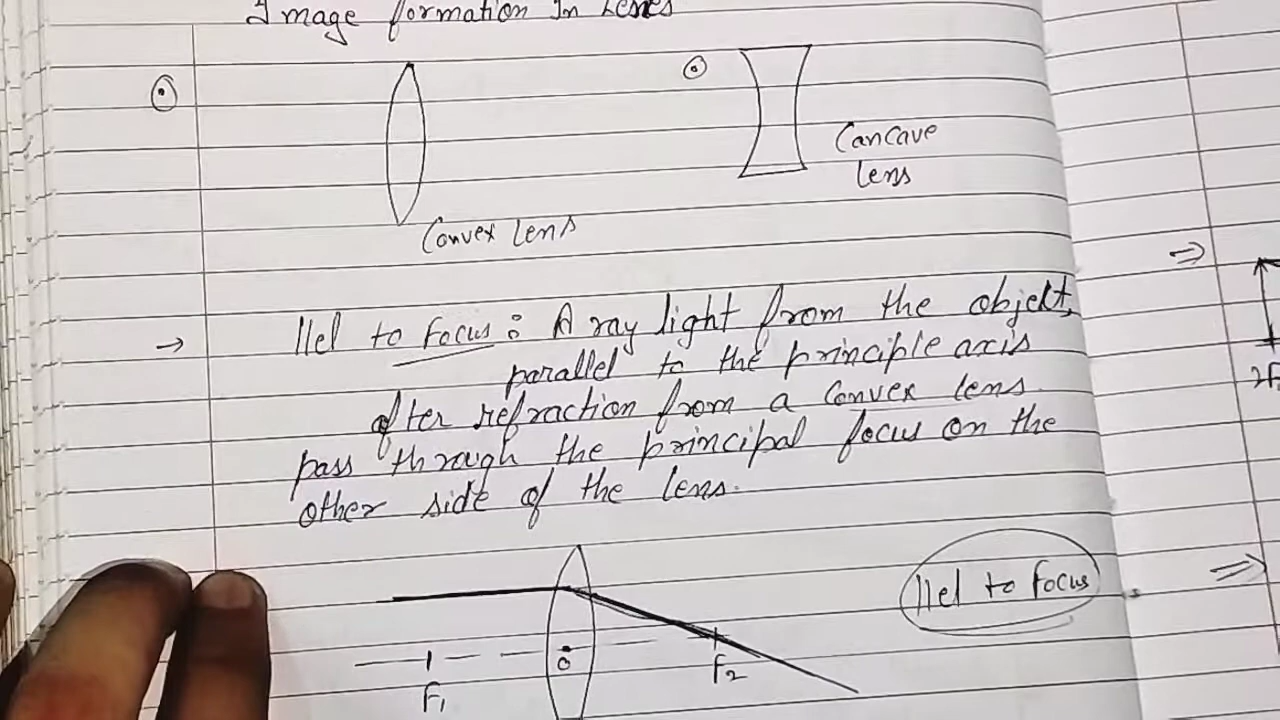 Image formation In Lenses
Convex Lens
Cancave
Lens
→ llel to Focus : A ray light from the object,
parallel to the principle axis
after refraction from a Convex lens
pass through the principal focus on the
other side of the lens.
llel to Focus
O
F1
F2
2F